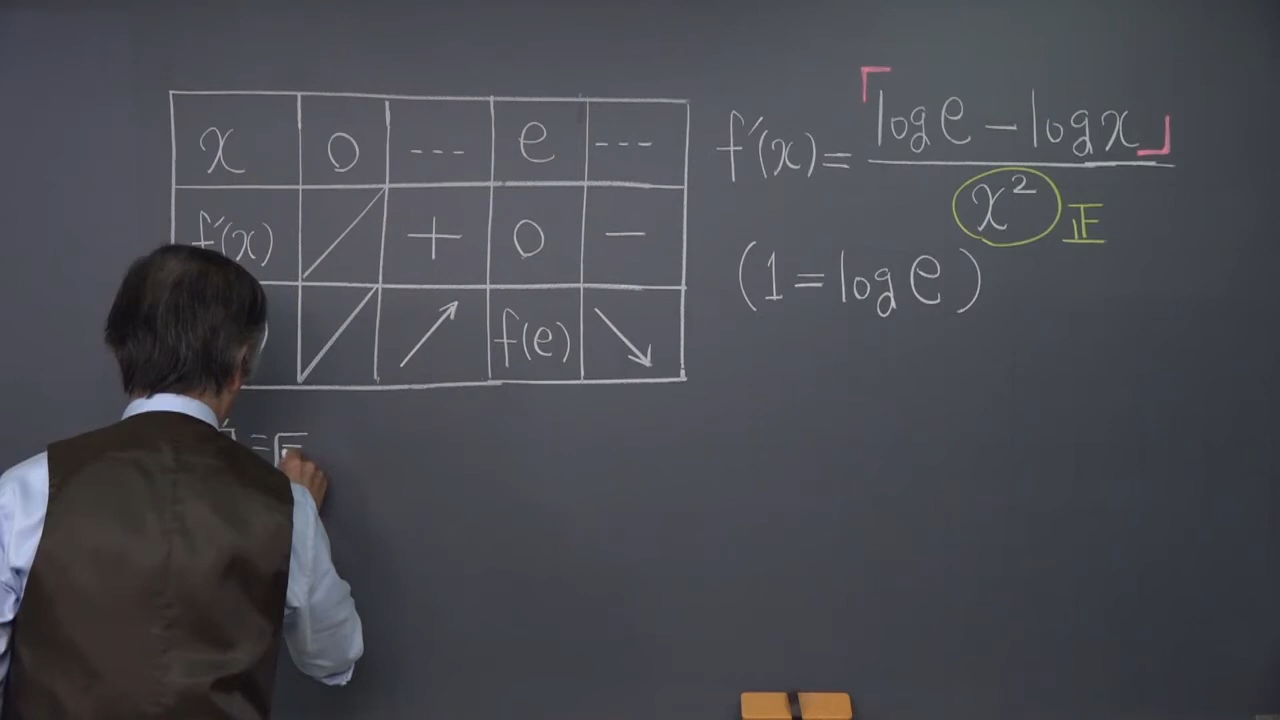 x 0 --- e ---
f'(x) + 0 −
f(e)
f'(x) = 「log e − log x」 / x² 正
(1 = log e)